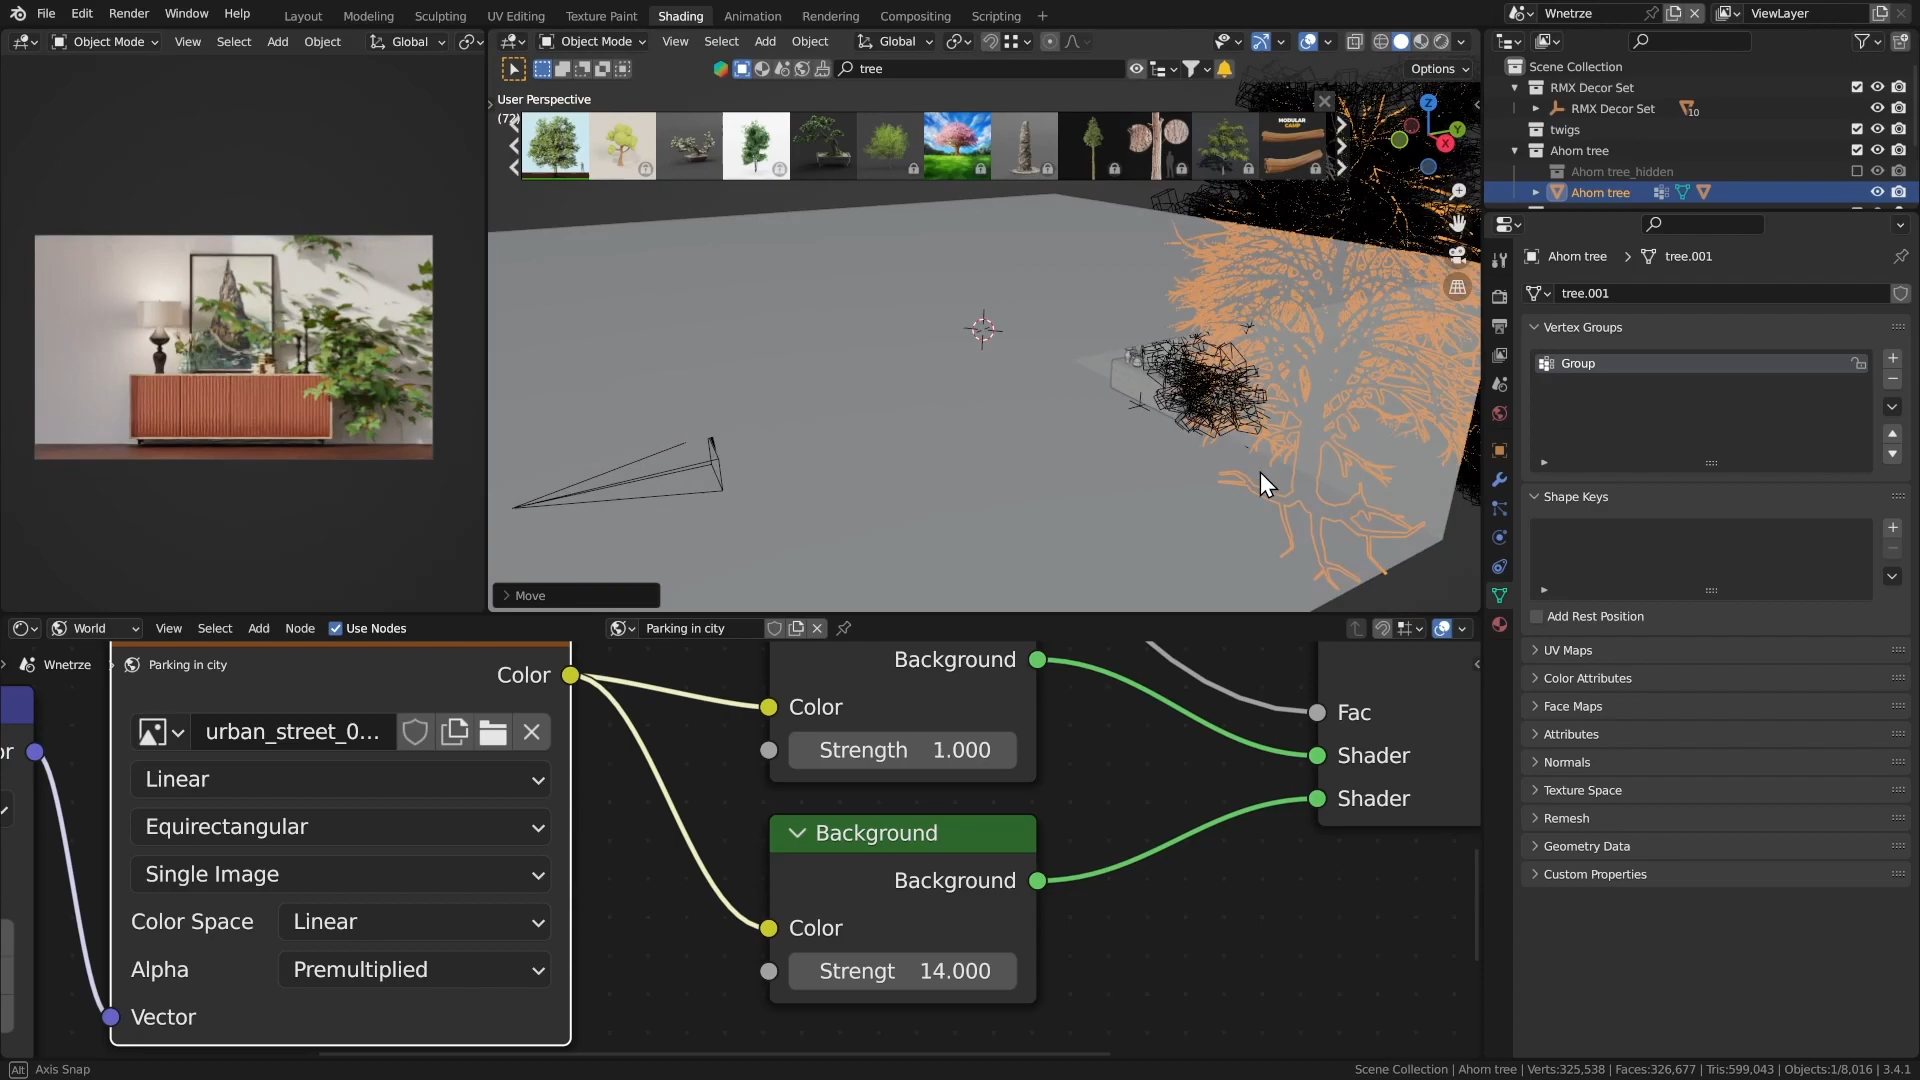 File Edit Render Window Help Layout Modeling Sculpting UV Editing Texture Paint Shading Animation Rendering Compositing Scripting + Wnetrze ViewLayer
Object Mode View Select Add Object Global
Object Mode View Select Add Object Global
tree
Options
User Perspective
(72)
MODULAR
CAMP
Z
Y
X
Move
Scene Collection
RMX Decor Set
RMX Decor Set 10
twigs
Ahorn tree
Ahorn tree_hidden
Ahorn tree
Ahorn tree > tree.001
tree.001
Vertex Groups
Group
Shape Keys
Add Rest Position
UV Maps
Color Attributes
Face Maps
Attributes
Normals
Texture Space
Remesh
Geometry Data
Custom Properties
World View Select Add Node Use Nodes Parking in city
Wnetrze > Parking in city
Color
urban_street_0...
Linear
Equirectangular
Single Image
Color Space Linear
Alpha Premultiplied
Vector
or
Background
Color
Strength 1.000
Background
Background
Color
Strengt 14.000
Fac
Shader
Shader
Alt Axis Snap
Scene Collection | Ahorn tree | Verts:325,538 | Faces:326,677 | Tris:599,043 | Objects:1/8,016 | 3.4.1